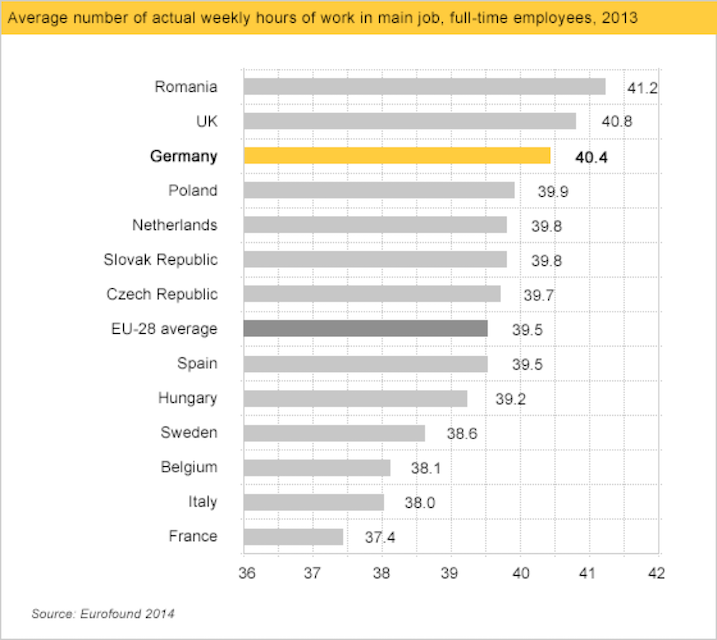 Average number of actual weekly hours of work in main job, full-time employees, 2013
Romania 41.2
UK 40.8
Germany 40.4
Poland 39.9
Netherlands 39.8
Slovak Republic 39.8
Czech Republic 39.7
EU-28 average 39.5
Spain 39.5
Hungary 39.2
Sweden 38.6
Belgium 38.1
Italy 38.0
France 37.4
36 37 38 39 40 41 42
Source: Eurofound 2014